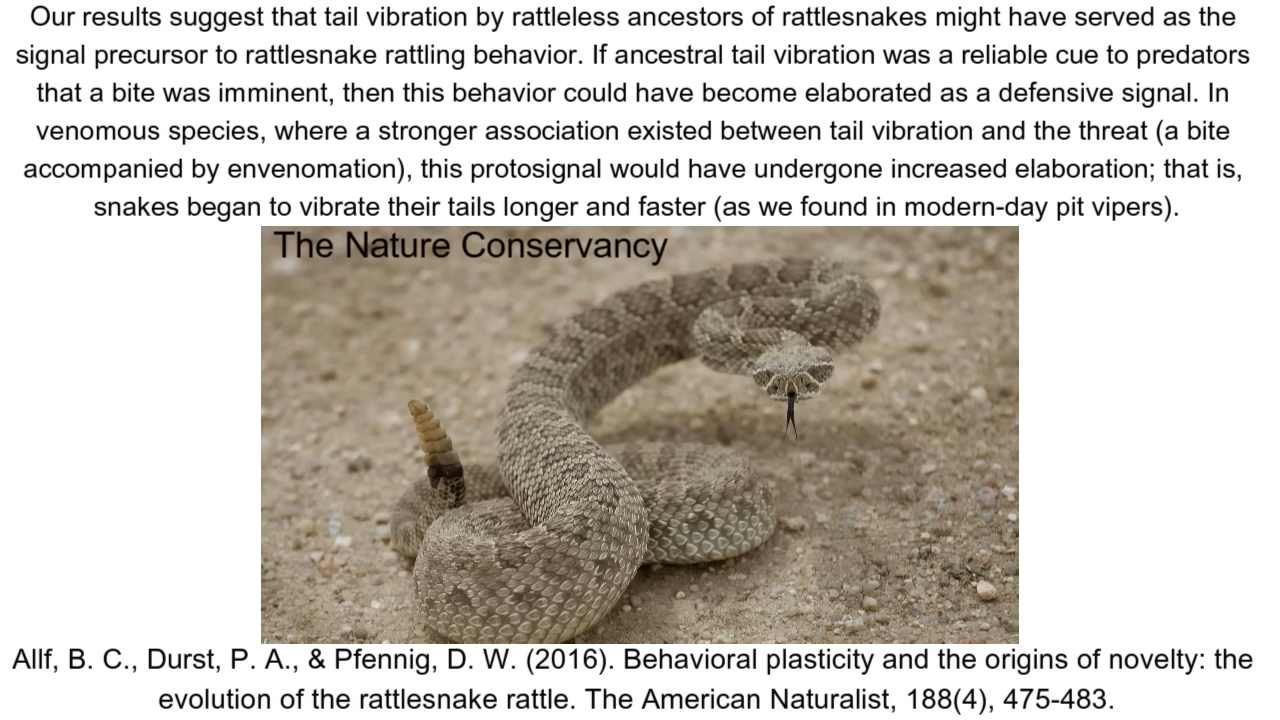 Our results suggest that tail vibration by rattleless ancestors of rattlesnakes might have served as the
signal precursor to rattlesnake rattling behavior. If ancestral tail vibration was a reliable cue to predators
that a bite was imminent, then this behavior could have become elaborated as a defensive signal. In
venomous species, where a stronger association existed between tail vibration and the threat (a bite
accompanied by envenomation), this protosignal would have undergone increased elaboration; that is,
snakes began to vibrate their tails longer and faster (as we found in modern-day pit vipers).
The Nature Conservancy
Allf, B. C., Durst, P. A., & Pfennig, D. W. (2016). Behavioral plasticity and the origins of novelty: the
evolution of the rattlesnake rattle. The American Naturalist, 188(4), 475-483.